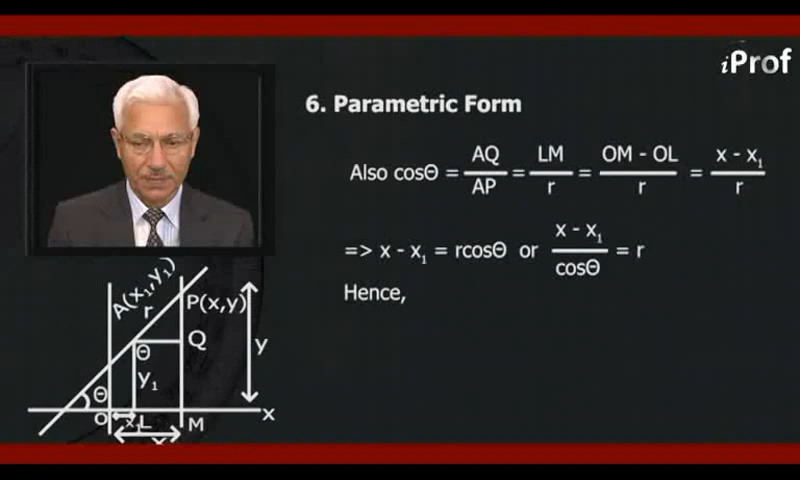 iProf
6. Parametric Form
Also cosΘ = AQ/AP = LM/r = OM - OL/r = x - x₁/r
=> x - x₁ = rcosΘ or x - x₁/cosΘ = r
Hence,
A(x₁,y₁)
r
P(x,y)
Q
Θ
y
y₁
Θ
O
x₁
L
M
x
x